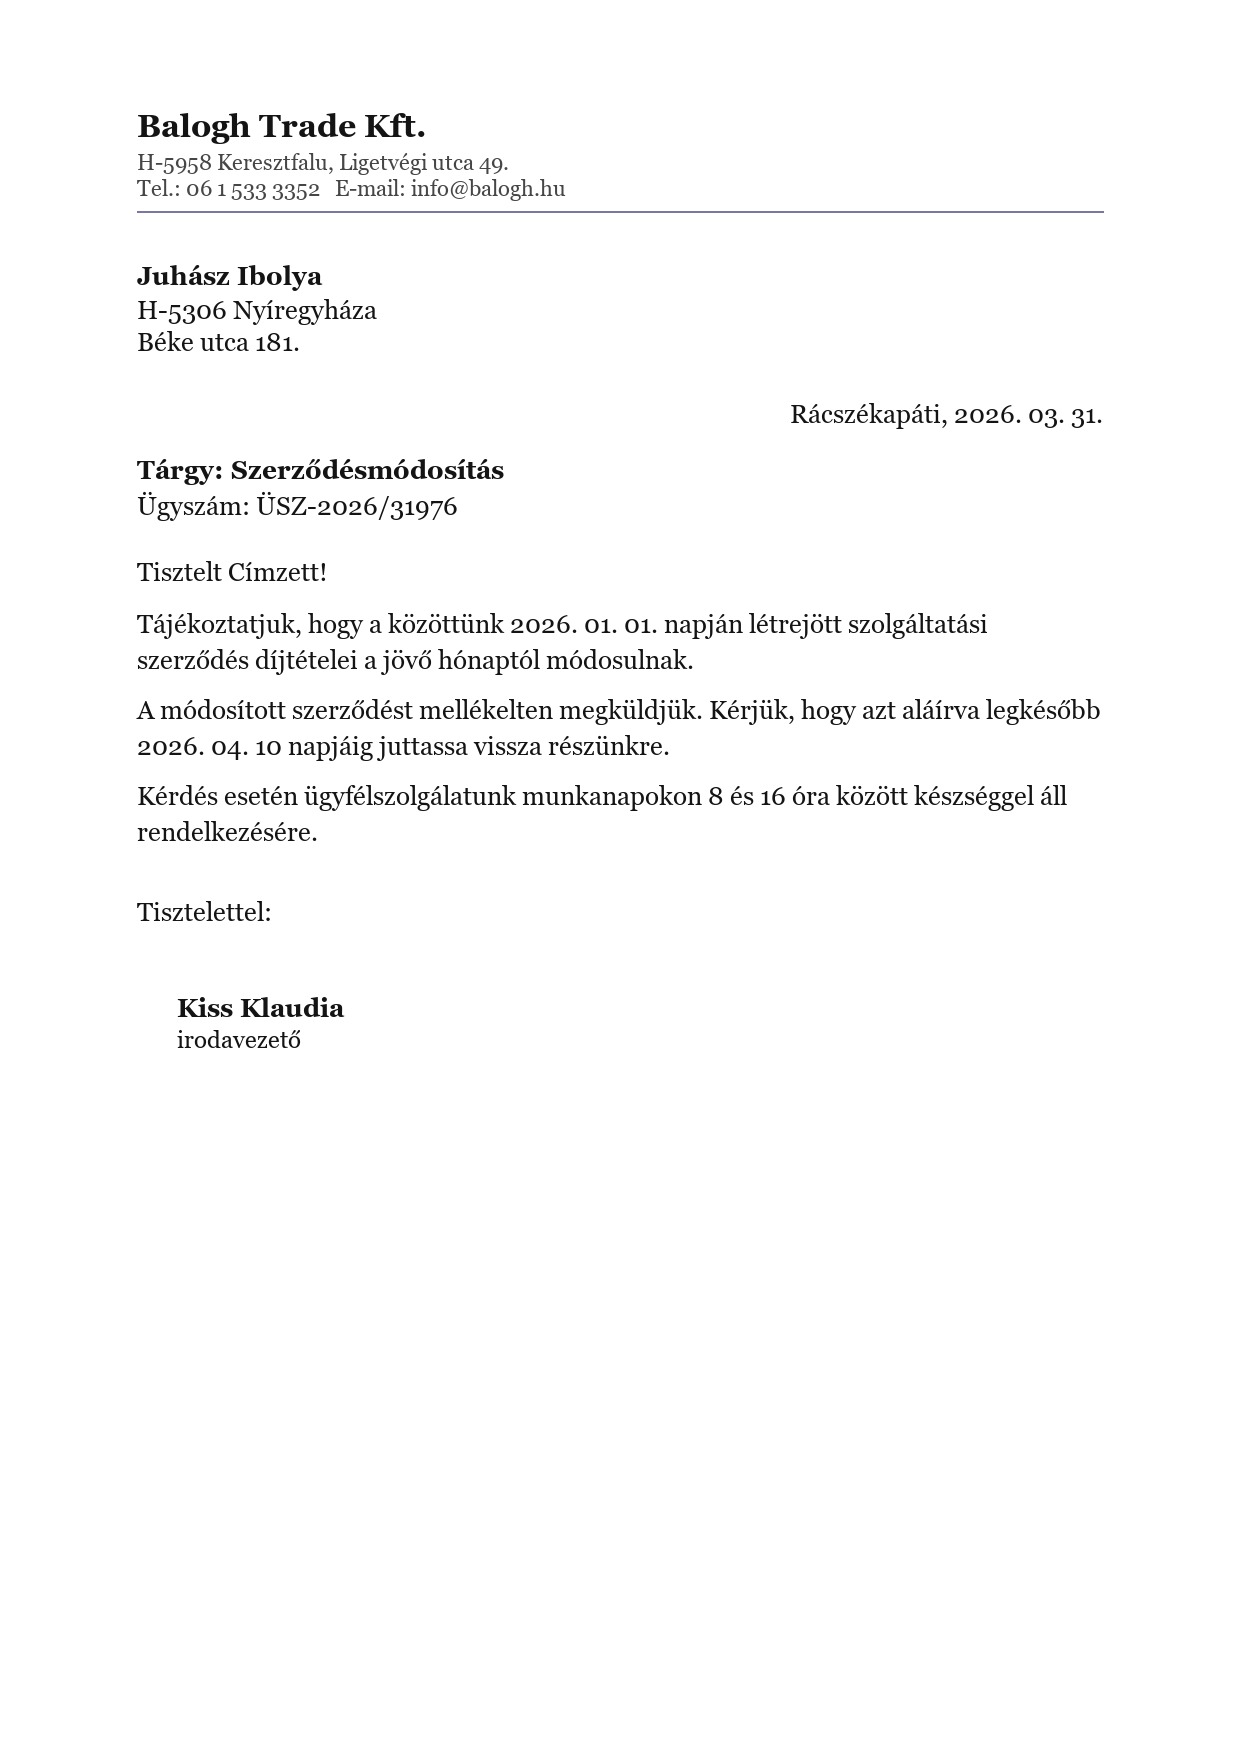 Balogh Trade Kft.
H-5958 Keresztfalu, Ligetvégi utca 49.
Tel.: 06 1 533 3352 E-mail: info@balogh.hu
Juhász Ibolya
H-5306 Nyíregyháza
Béke utca 181.
Rácszékapáti, 2026. 03. 31.
Tárgy: Szerződésmódosítás
Ügyszám: ÜSZ-2026/31976
Tisztelt Címzett!
Tájékoztatjuk, hogy a közöttünk 2026. 01. 01. napján létrejött szolgáltatási
szerződés díjtételei a jövő hónaptól módosulnak.
A módosított szerződést mellékelten megküldjük. Kérjük, hogy azt aláírva legkésőbb
2026. 04. 10 napjáig juttassa vissza részünkre.
Kérdés esetén ügyfélszolgálatunk munkanapokon 8 és 16 óra között készséggel áll
rendelkezésére.
Tisztelettel:
Kiss Klaudia
irodavezető